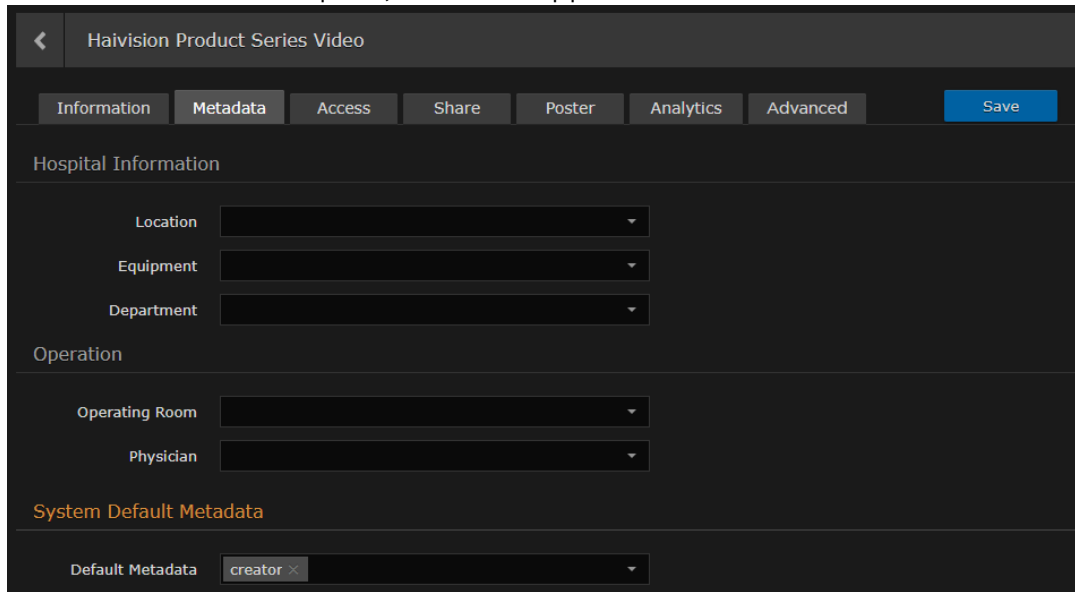 Haivision Product Series Video
Information Metadata Access Share Poster Analytics Advanced Save
Hospital Information
Location
Equipment
Department
Operation
Operating Room
Physician
System Default Metadata
Default Metadata creator ×